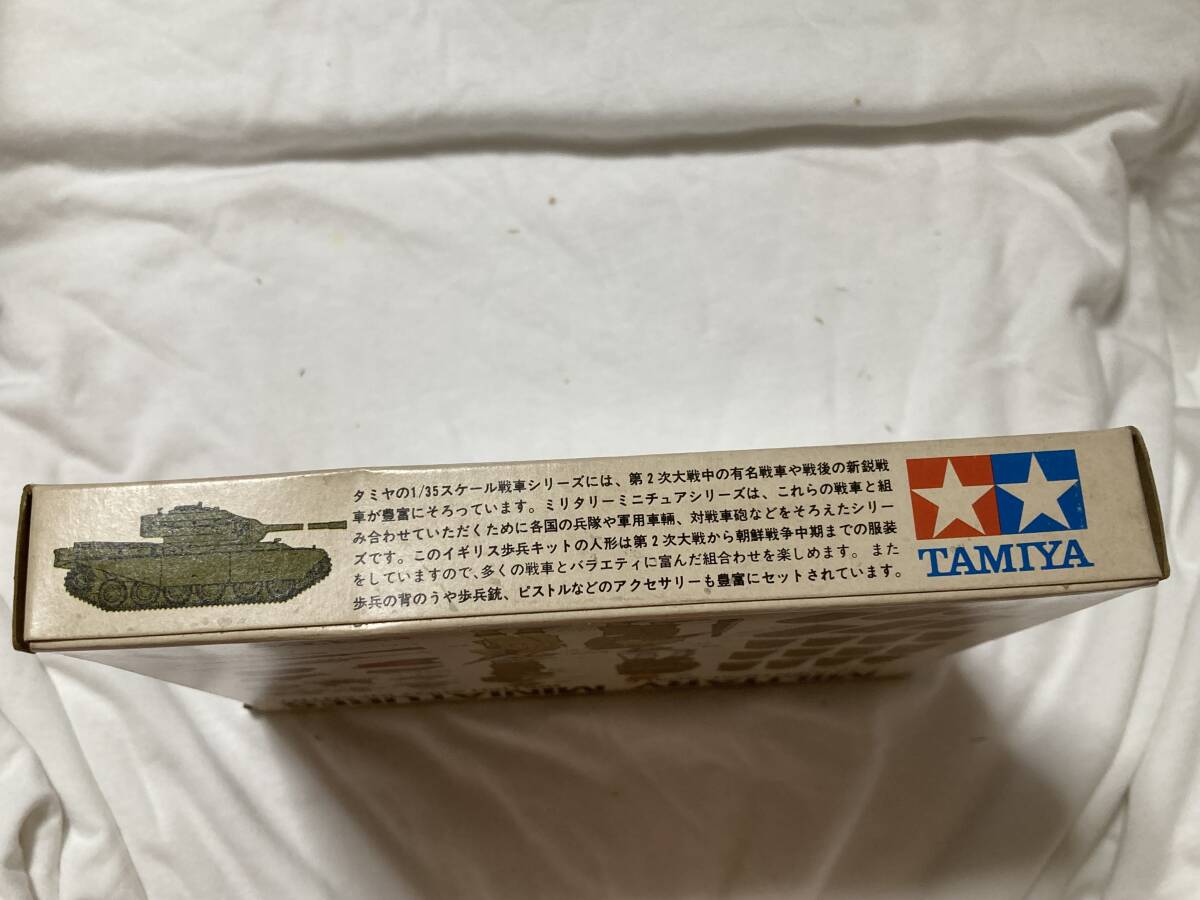 タミヤの1/35スケール戦車シリーズには、第2次大戦中の有名戦車や戦後の新鋭戦
車が豊富にそろっています。ミリタリーミニチュアシリーズは、これらの戦車と組
み合わせていただくために各国の兵隊や軍用車輛、対戦車砲などをそろえたシリー
ズです。このイギリス歩兵キットの人形は第2次大戦から朝鮮戦争中期までの服装
をしていますので、多くの戦車とバラエティに富んだ組合わせを楽しめます。また
歩兵の背のうや歩兵銃、ピストルなどのアクセサリーも豊富にセットされています。
TAMIYA
MILITARY MINIATURES